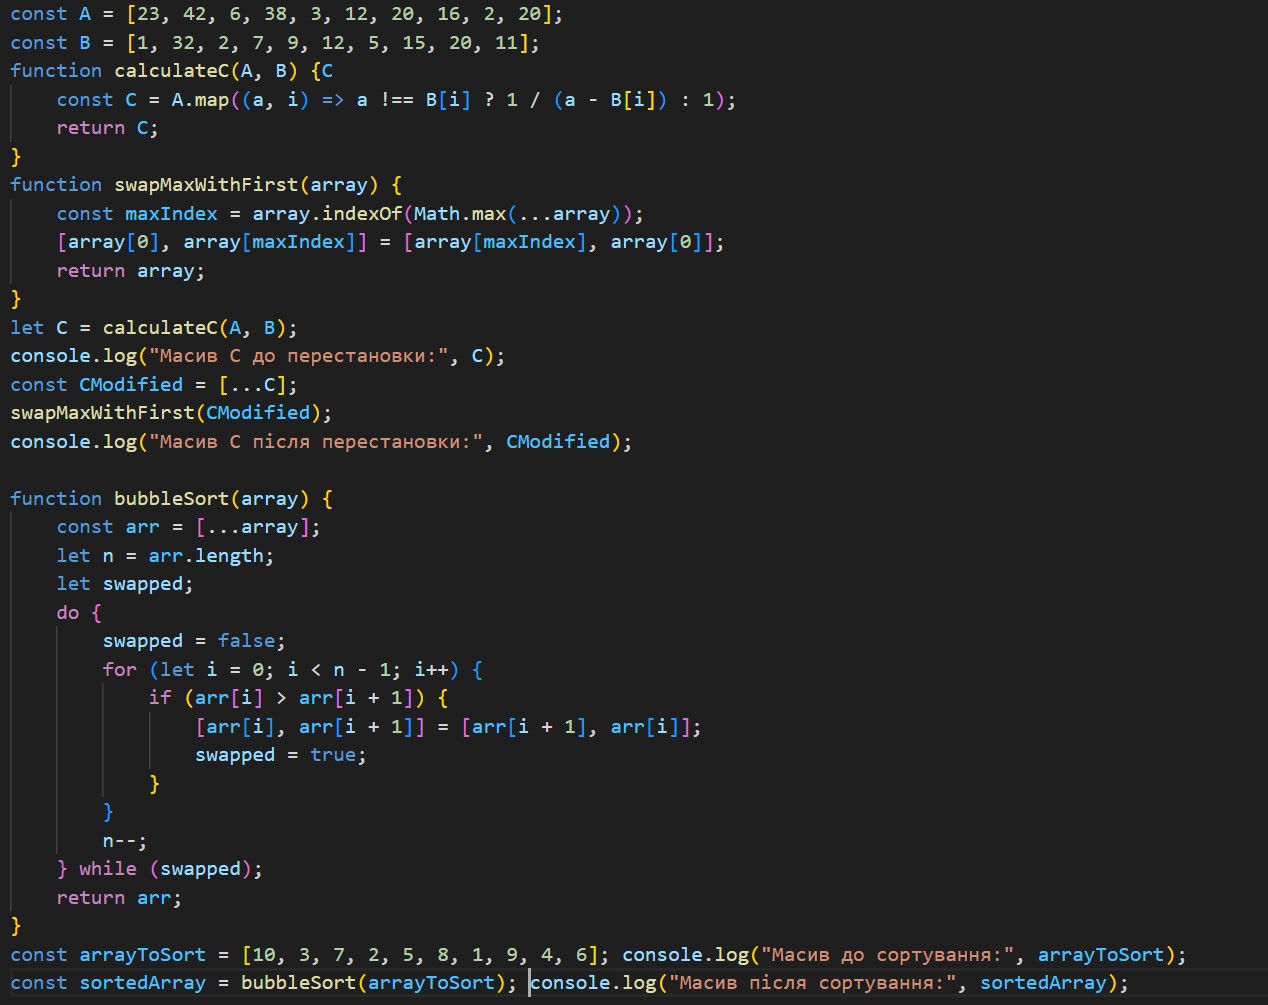 const A = [23, 42, 6, 38, 3, 12, 20, 16, 2, 20];
const B = [1, 32, 2, 7, 9, 12, 5, 15, 20, 11];
function calculateC(A, B) {C
    const C = A.map((a, i) => a !== B[i] ? 1 / (a - B[i]) : 1);
    return C;
}
function swapMaxWithFirst(array) {
    const maxIndex = array.indexOf(Math.max(...array));
    [array[0], array[maxIndex]] = [array[maxIndex], array[0]];
    return array;
}
let C = calculateC(A, B);
console.log("Масив C до перестановки:", C);
const CModified = [...C];
swapMaxWithFirst(CModified);
console.log("Масив C після перестановки:", CModified);

function bubbleSort(array) {
    const arr = [...array];
    let n = arr.length;
    let swapped;
    do {
        swapped = false;
        for (let i = 0; i < n - 1; i++) {
            if (arr[i] > arr[i + 1]) {
                [arr[i], arr[i + 1]] = [arr[i + 1], arr[i]];
                swapped = true;
            }
        }
        n--;
    } while (swapped);
    return arr;
}
const arrayToSort = [10, 3, 7, 2, 5, 8, 1, 9, 4, 6]; console.log("Масив до сортування:", arrayToSort);
const sortedArray = bubbleSort(arrayToSort); console.log("Масив після сортування:", sortedArray);